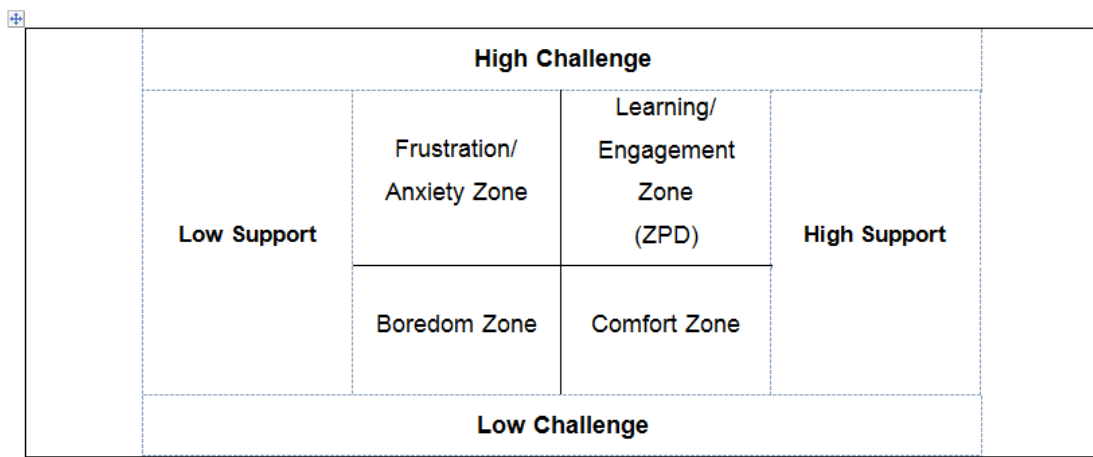 High Challenge
Low Support
Frustration/
Anxiety Zone
Learning/
Engagement
Zone
(ZPD)
High Support
Boredom Zone
Comfort Zone
Low Challenge